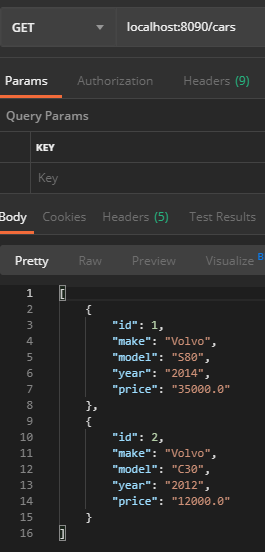 GET localhost:8090/cars
Params Authorization Headers (9)
Query Params
KEY
Key
Body Cookies Headers (5) Test Results
Pretty Raw Preview Visualize B
1 [
2 {
3 "id": 1,
4 "make": "Volvo",
5 "model": "S80",
6 "year": "2014",
7 "price": "35000.0"
8 },
9 {
10 "id": 2,
11 "make": "Volvo",
12 "model": "C30",
13 "year": "2012",
14 "price": "12000.0"
15 }
16 ]